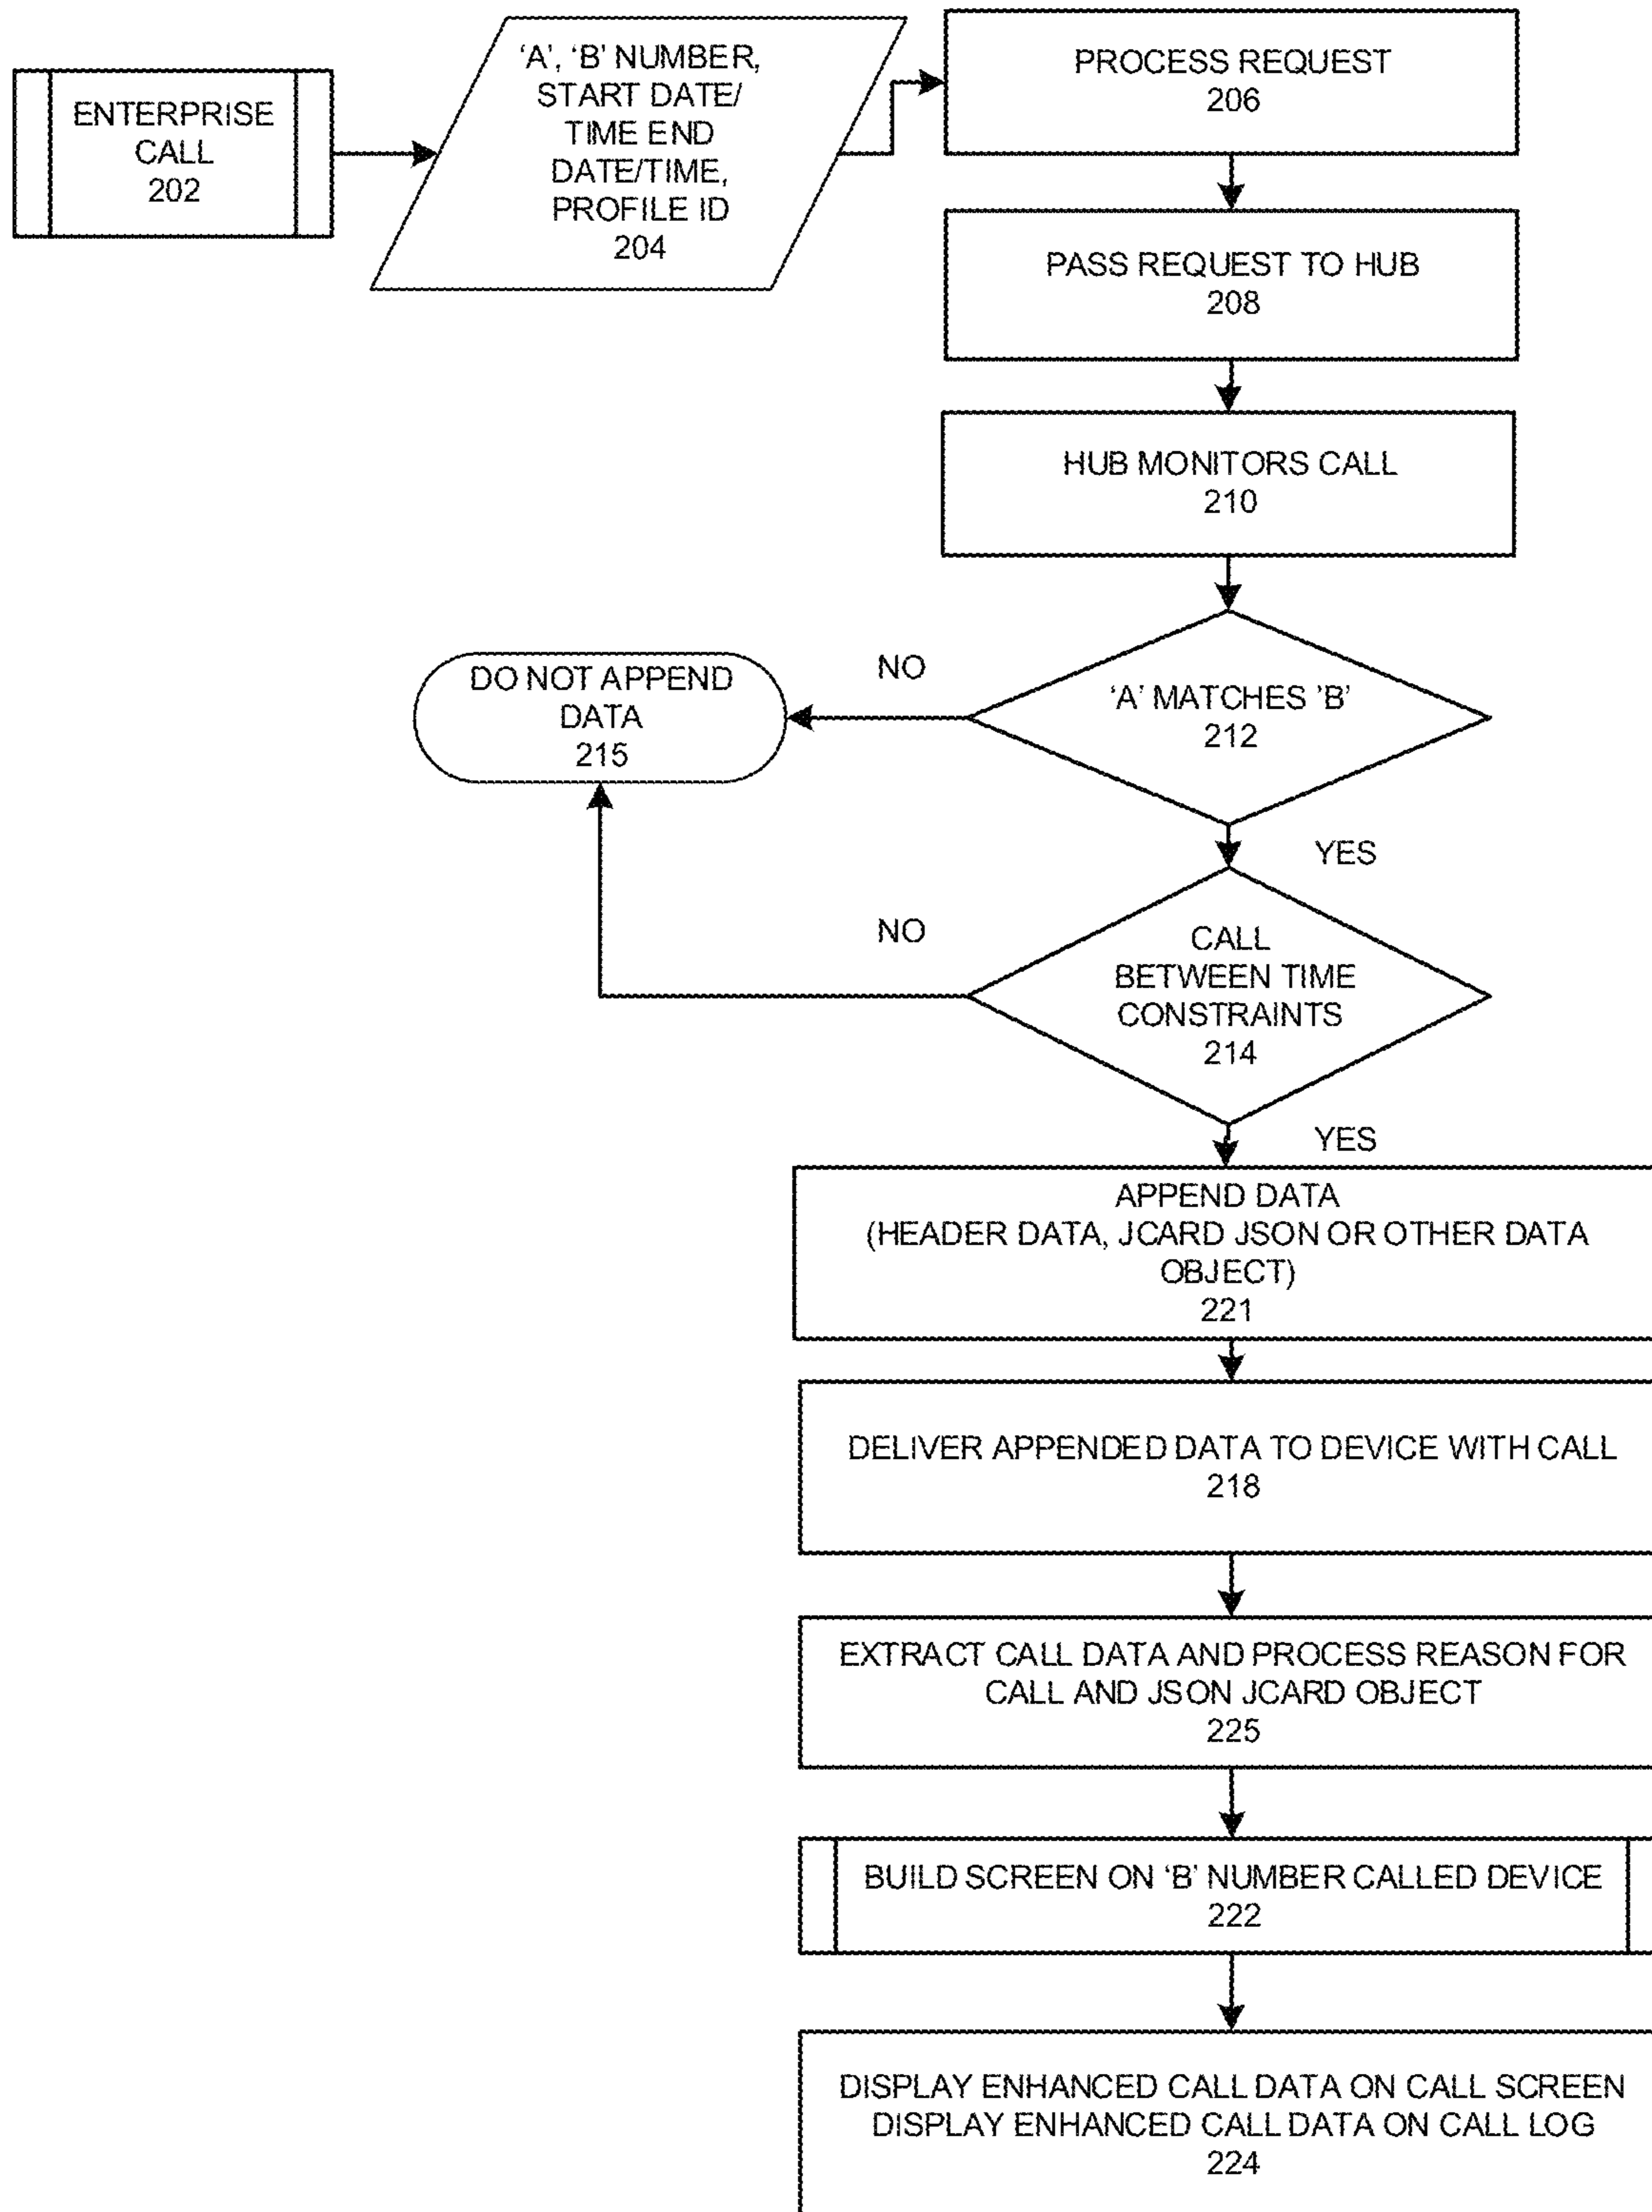 ENTERPRISE
CALL
202
‘A’, ‘B’ NUMBER,
START DATE/
TIME END
DATE/TIME,
PROFILE ID
204
PROCESS REQUEST
206
PASS REQUEST TO HUB
208
HUB MONITORS CALL
210
‘A’ MATCHES ‘B’
212
NO
DO NOT APPEND
DATA
215
YES
CALL
BETWEEN TIME
CONSTRAINTS
214
NO
YES
APPEND DATA
(HEADER DATA, JCARD JSON OR OTHER DATA
OBJECT)
221
DELIVER APPENDED DATA TO DEVICE WITH CALL
218
EXTRACT CALL DATA AND PROCESS REASON FOR
CALL AND JSON JCARD OBJECT
225
BUILD SCREEN ON ‘B’ NUMBER CALLED DEVICE
222
DISPLAY ENHANCED CALL DATA ON CALL SCREEN
DISPLAY ENHANCED CALL DATA ON CALL LOG
224